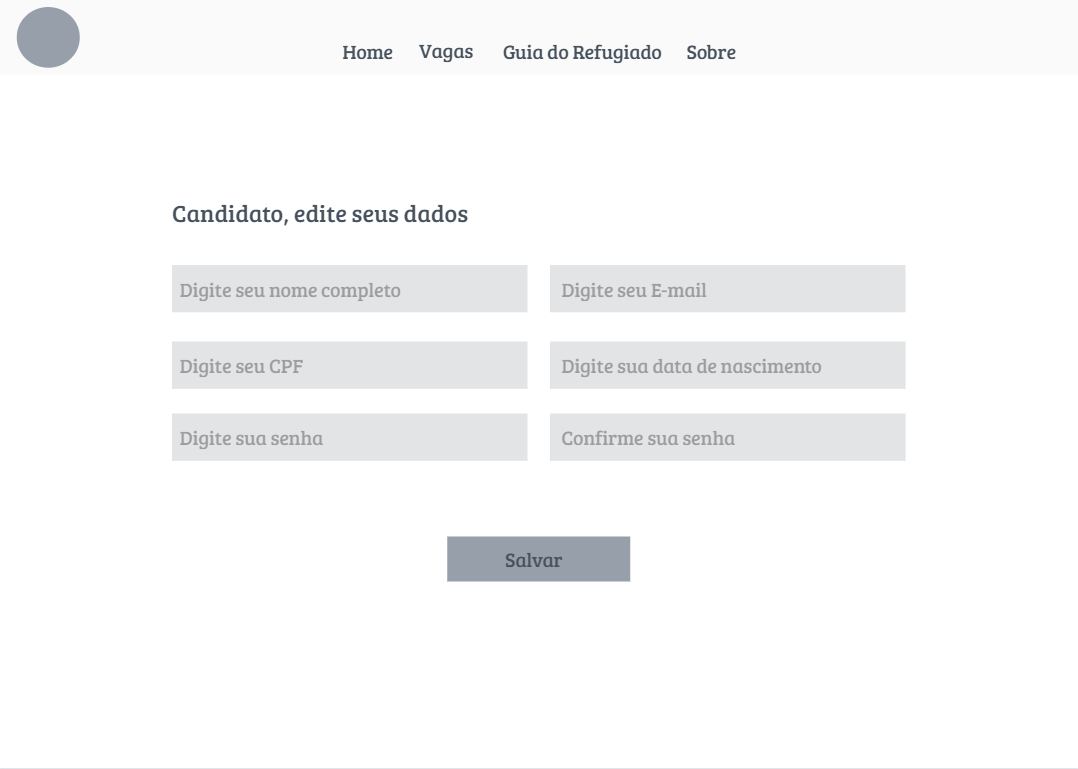 Home Vagas Guia do Refugiado Sobre
Candidato, edite seus dados
Digite seu nome completo
Digite seu E-mail
Digite seu CPF
Digite sua data de nascimento
Digite sua senha
Confirme sua senha
Salvar